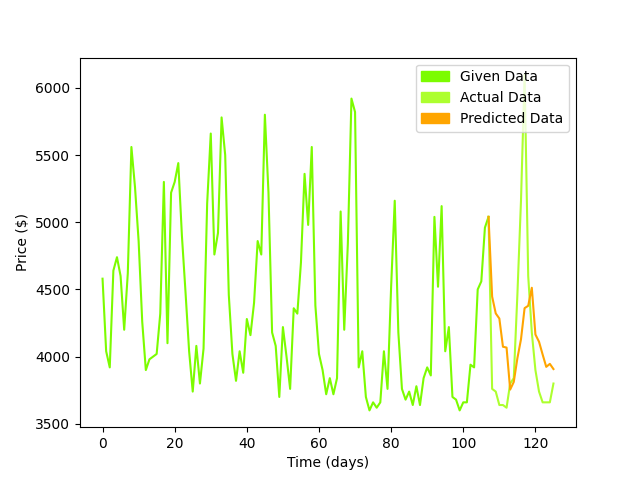 Given Data
Actual Data
Predicted Data
6000
5500
5000
4500
4000
3500
Price ($)
0 20 40 60 80 100 120
Time (days)